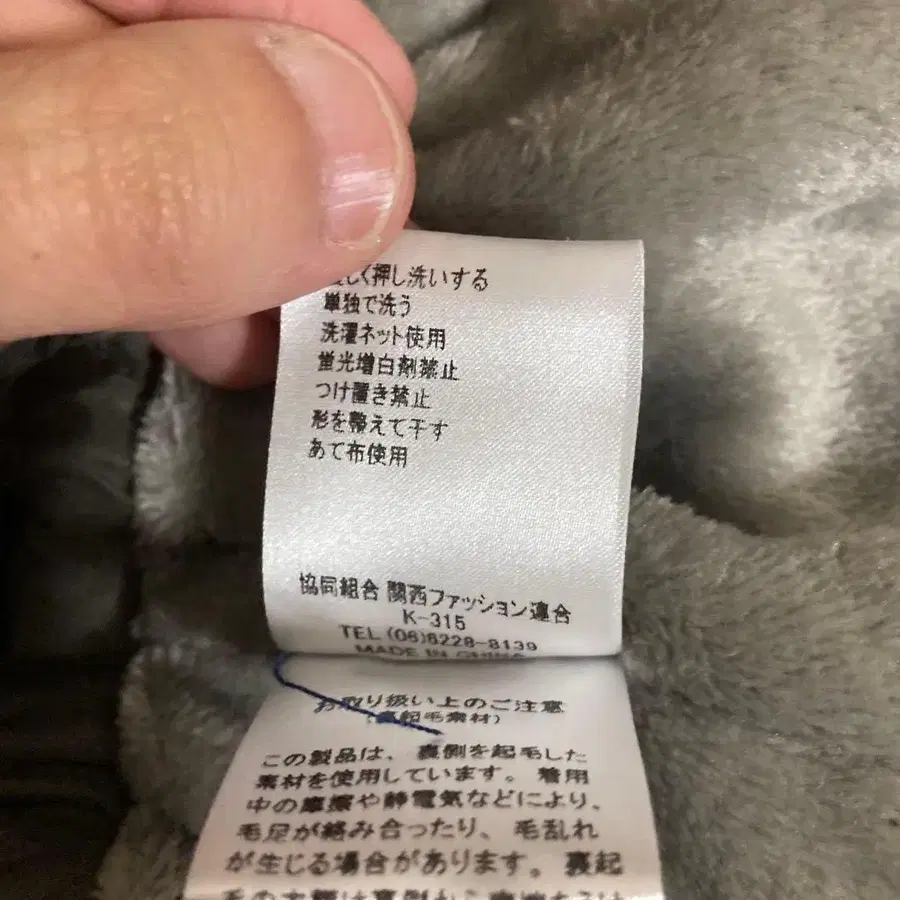 く押し洗いする
単独で洗う
洗濯ネット使用
蛍光増白剤禁止
つけ置き禁止
形を整えて干す
あて布使用
協同組合 関西ファッション連合
K-315
TEL (06)6228-8139
MADE IN CHINA
お取り扱い上のご注意
(裏起毛素材)
この製品は、裏側を起毛した
素材を使用しています。着用
中の摩擦や静電気などにより、
毛足が絡み合ったり、毛乱れ
が生じる場合があります。裏起